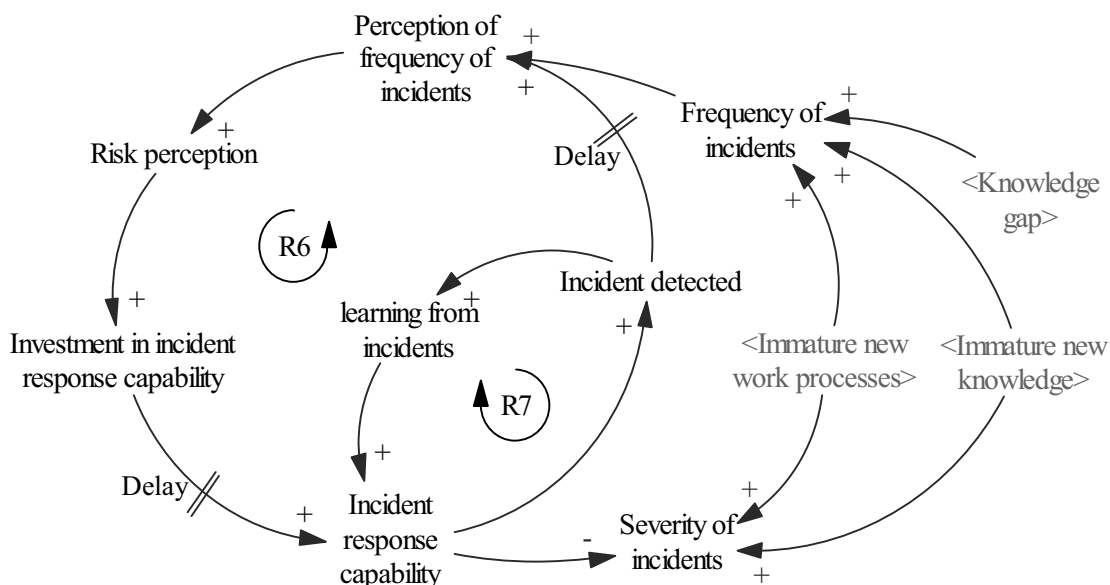 Perception of
frequency of
incidents
+
+
+
Frequency of
incidents
+
+
+
Risk perception
Delay
<Knowledge
gap>
R6
Incident detected
+
+
learning from
incidents
+
Investment in incident
response capability
<Immature new
work processes>
<Immature new
knowledge>
R7
+
Delay
+
Incident
response
capability
-
+
Severity of
incidents
+